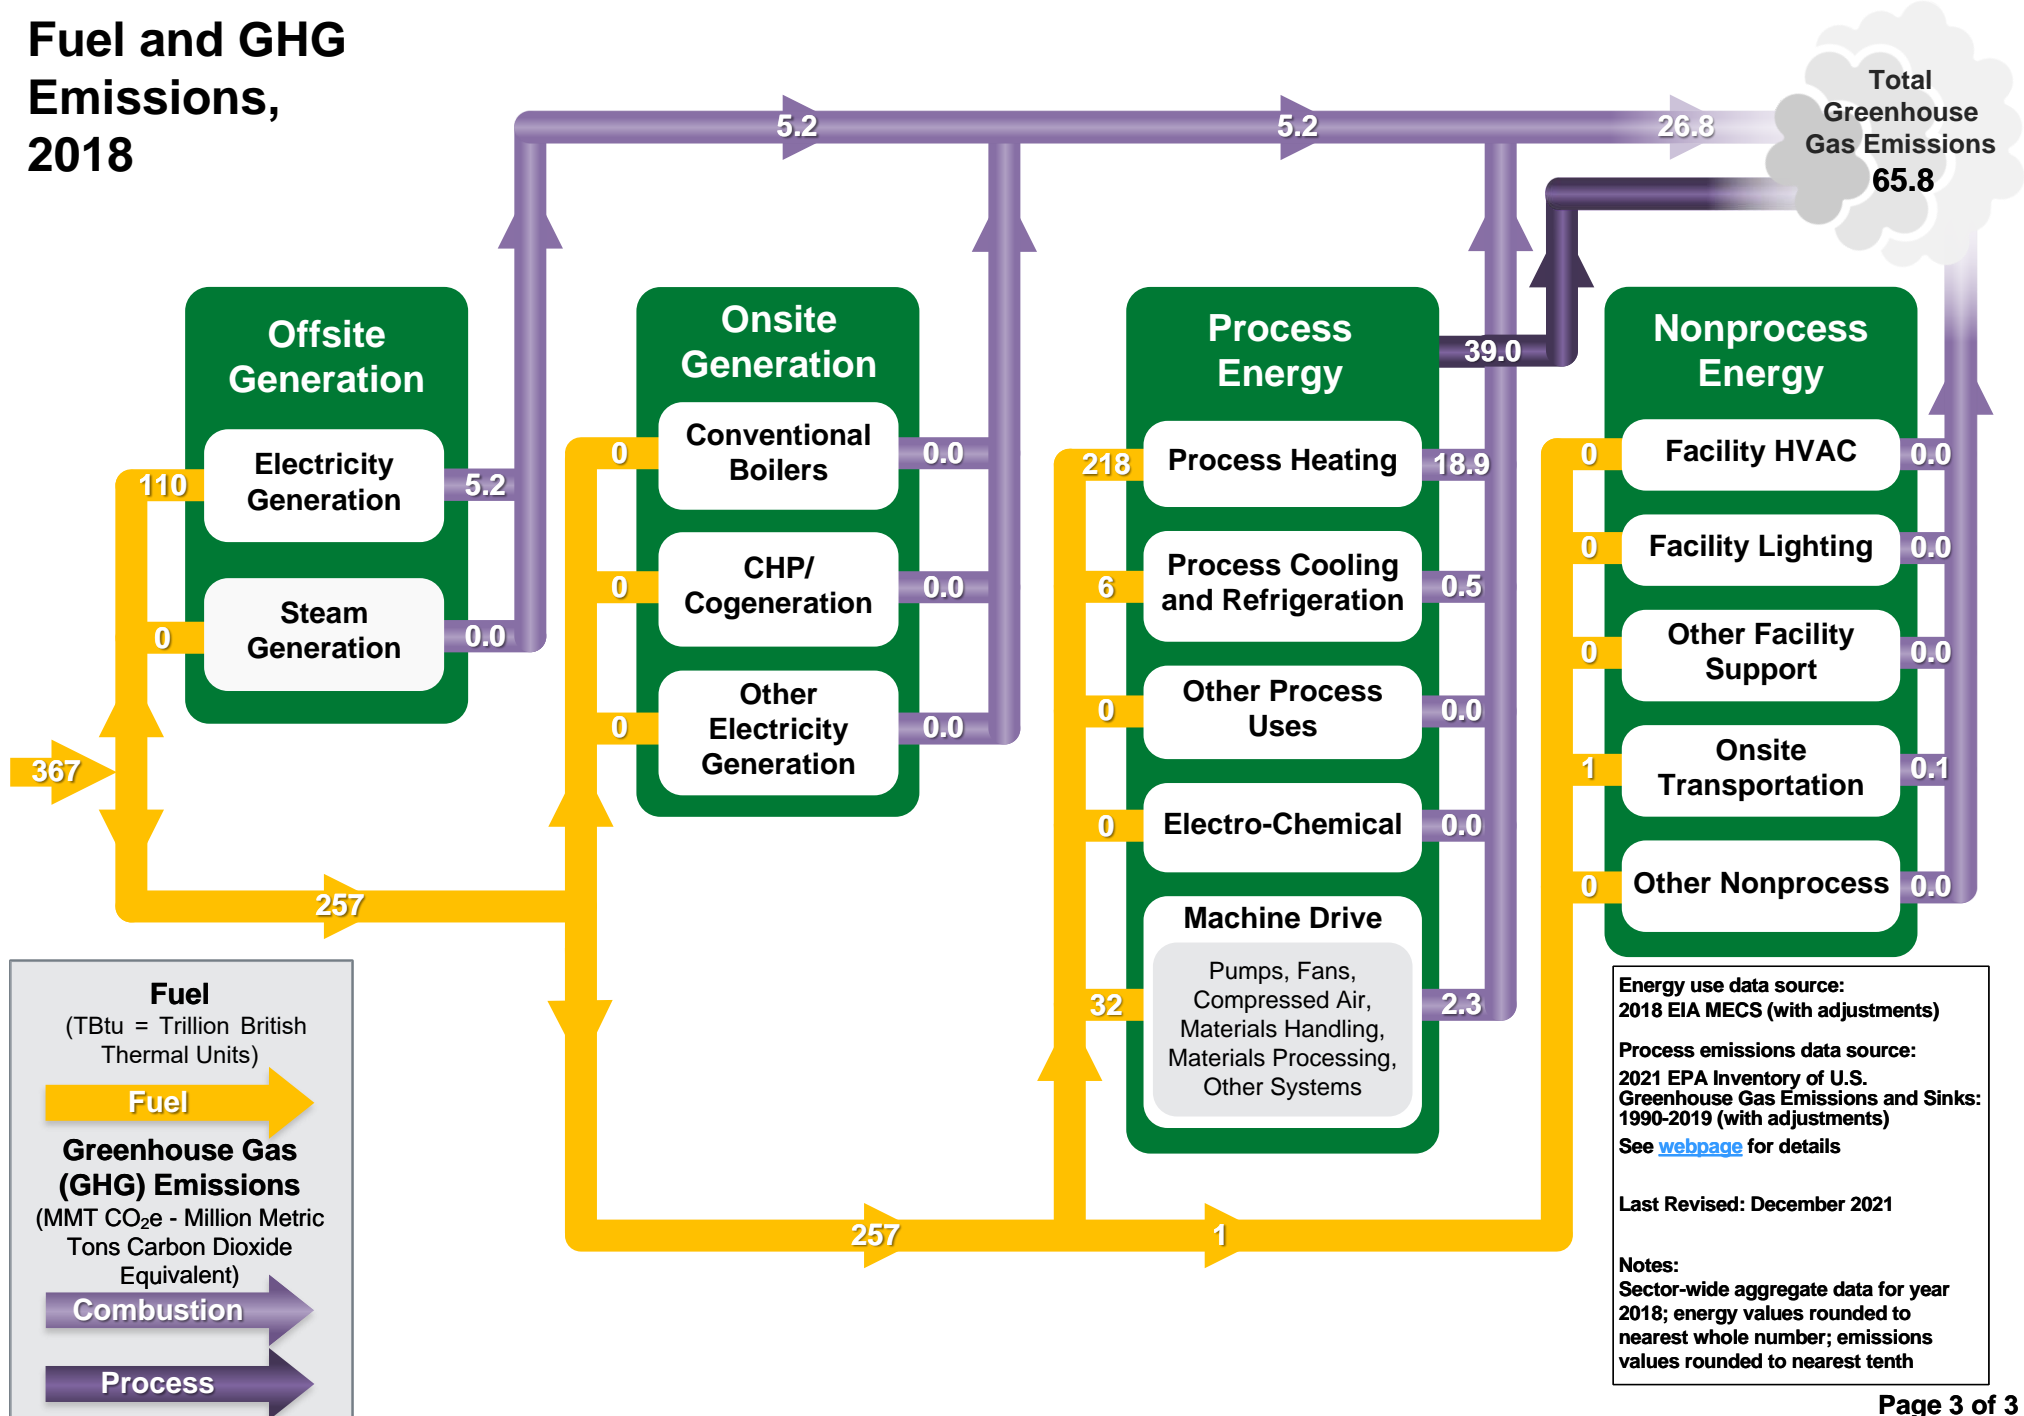 Fuel and GHG
Emissions,
2018
Total
Greenhouse
Gas Emissions
65.8
5.2
5.2
26.8
39.0
367
257
257
1
Offsite
Generation
110
Electricity
Generation
5.2
0
Steam
Generation
0.0
Onsite
Generation
0
Conventional
Boilers
0.0
0
CHP/
Cogeneration
0.0
0
Other
Electricity
Generation
0.0
Process
Energy
218
Process Heating
18.9
6
Process Cooling
and Refrigeration
0.5
0
Other Process
Uses
0.0
0
Electro-Chemical
0.0
Machine Drive
32
Pumps, Fans,
Compressed Air,
Materials Handling,
Materials Processing,
Other Systems
2.3
Nonprocess
Energy
0
Facility HVAC
0.0
0
Facility Lighting
0.0
0
Other Facility
Support
0.0
1
Onsite
Transportation
0.1
0
Other Nonprocess
0.0
Fuel
(TBtu = Trillion British
Thermal Units)
Fuel
Greenhouse Gas
(GHG) Emissions
(MMT CO₂e - Million Metric
Tons Carbon Dioxide
Equivalent)
Combustion
Process
Energy use data source:
2018 EIA MECS (with adjustments)
Process emissions data source:
2021 EPA Inventory of U.S.
Greenhouse Gas Emissions and Sinks:
1990-2019 (with adjustments)
See webpage for details
Last Revised: December 2021
Notes:
Sector-wide aggregate data for year
2018; energy values rounded to
nearest whole number; emissions
values rounded to nearest tenth
Page 3 of 3